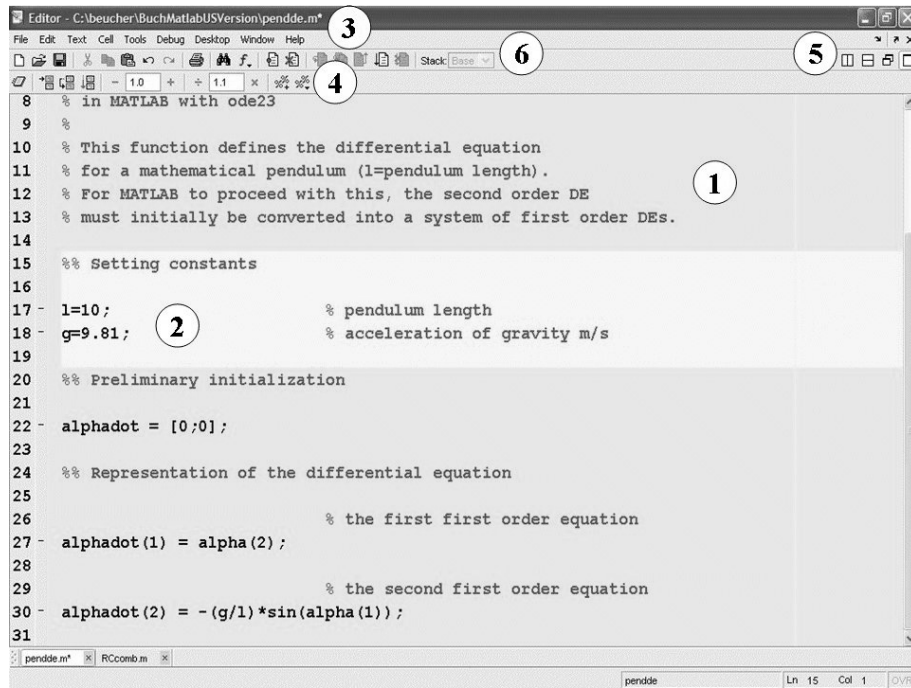 Editor - C:\beucher\BuchMatlabUSVersion\pendde.m*
File Edit Text Cell Tools Debug Desktop Window Help
3
Stack: Base
6
5
1.0
1.1
4
8 % in MATLAB with ode23
9 %
10 % This function defines the differential equation
11 % for a mathematical pendulum (l=pendulum length).
1
12 % For MATLAB to proceed with this, the second order DE
13 % must initially be converted into a system of first order DEs.
14
15 %% Setting constants
16
17 - l=10; % pendulum length
2
18 - g=9.81; % acceleration of gravity m/s
19
20 %% Preliminary initialization
21
22 - alphadot = [0;0];
23
24 %% Representation of the differential equation
25
26 % the first first order equation
27 - alphadot(1) = alpha(2);
28
29 % the second first order equation
30 - alphadot(2) = -(g/l)*sin(alpha(1));
31
pendde.m* RCcomb.m
pendde Ln 15 Col 1 OVR